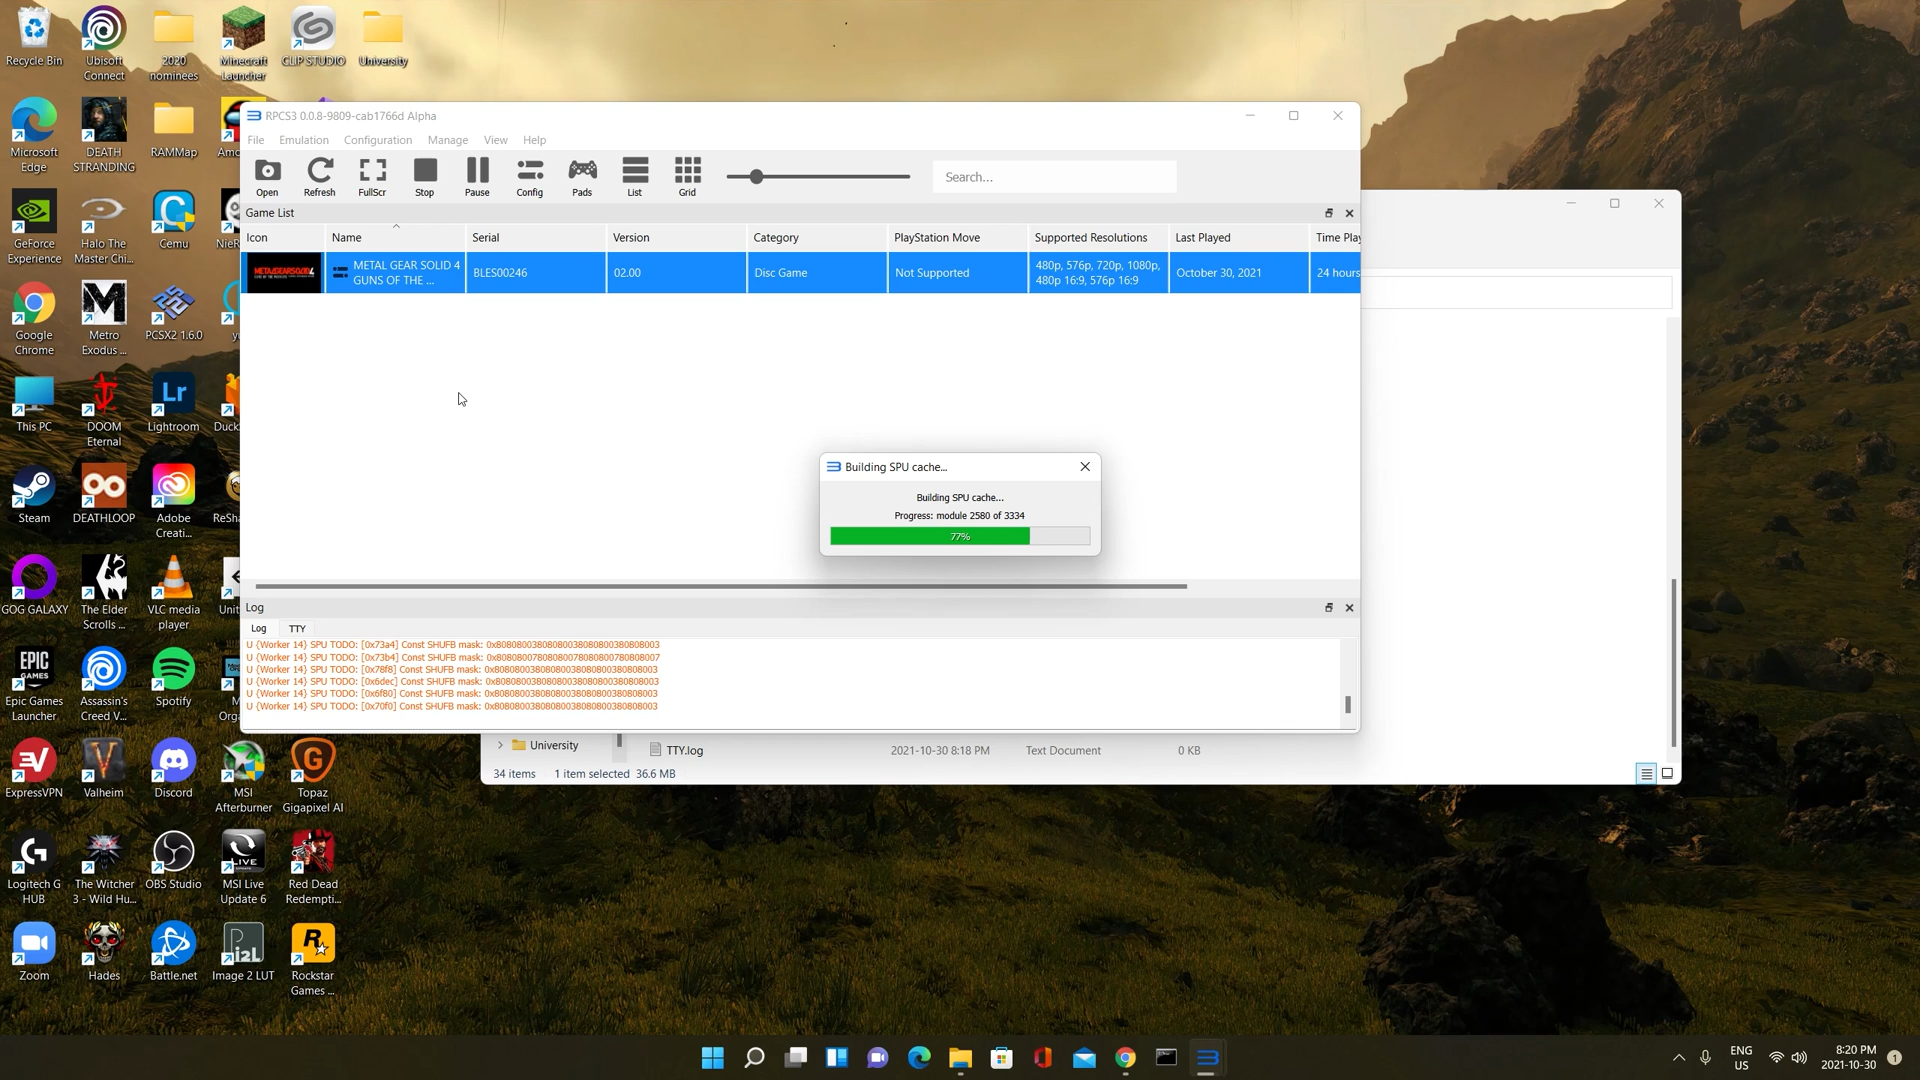 Recycle Bin
Ubisoft
Connect
2020
nominees
Minecraft
Launcher
CLIP STUDIO
University
Microsoft
Edge
DEATH
STRANDING
RAMMap
GeForce
Experience
Halo The
Master Chi...
Cemu
Google
Chrome
Metro
Exodus ...
PCSX2 1.6.0
This PC
DOOM
Eternal
Lr
Lightroom
Steam
DEATHLOOP
Adobe
Creati...
GOG GALAXY
The Elder
Scrolls ...
VLC media
player
Epic Games
Launcher
Assassin's
Creed V...
Spotify
ExpressVPN
Valheim
Discord
MSI
Afterburner
Topaz
Gigapixel AI
Logitech G
HUB
The Witcher
3 - Wild Hu...
OBS Studio
MSI Live
Update 6
Red Dead
Redempti...
Zoom
Hades
Battle.net
Image 2 LUT
Rockstar
Games ...
RPCS3 0.0.8-9809-cab1766d Alpha
File Emulation Configuration Manage View Help
Open Refresh FullScr Stop Pause Config Pads List Grid
Search...
Game List
Icon Name Serial Version Category PlayStation Move Supported Resolutions Last Played Time Play
METAL GEAR SOLID 4
GUNS OF THE ...
BLES00246
02.00
Disc Game
Not Supported
480p, 576p, 720p, 1080p,
480p 16:9, 576p 16:9
October 30, 2021
24 hours
Building SPU cache...
Building SPU cache...
Progress: module 2580 of 3334
77%
Log
Log TTY
U {Worker 14} SPU TODO: [0x73a4] Const SHUFB mask: 0x80808003808080038080800380808003
U {Worker 14} SPU TODO: [0x73b4] Const SHUFB mask: 0x80808007808080078080800780808007
U {Worker 14} SPU TODO: [0x78f8] Const SHUFB mask: 0x80808003808080038080800380808003
U {Worker 14} SPU TODO: [0x6dec] Const SHUFB mask: 0x80808003808080038080800380808003
U {Worker 14} SPU TODO: [0x6f80] Const SHUFB mask: 0x80808003808080038080800380808003
U {Worker 14} SPU TODO: [0x70f0] Const SHUFB mask: 0x80808003808080038080800380808003
University
TTY.log 2021-10-30 8:18 PM Text Document 0 KB
34 items 1 item selected 36.6 MB
ENG
US
8:20 PM
2021-10-30
1